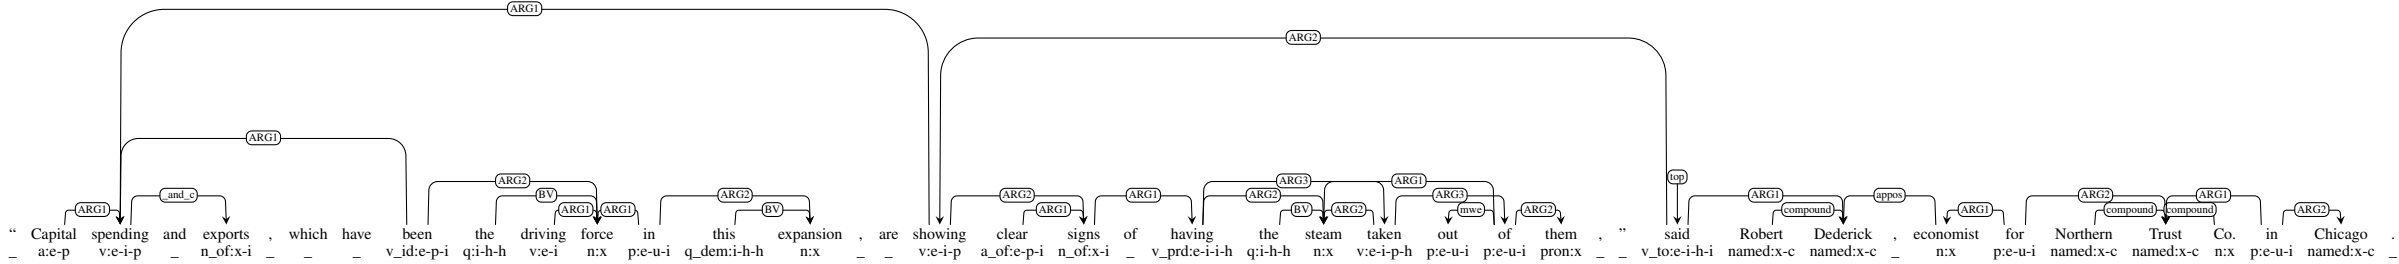 ARG1
ARG2
ARG1
top
ARG2 ARG3 ARG1
_and_c BV ARG2 ARG2 ARG1 ARG2 ARG3 ARG1 appos ARG2 ARG1
ARG1 ARG1 ARG1 BV ARG1 BV ARG2 mwe ARG2 compound ARG1 compound compound ARG2
“ Capital spending and exports , which have been the driving force in this expansion , are showing clear signs of having the steam taken out of them , ” said Robert Dederick , economist for Northern Trust Co. in Chicago .
_ a:e-p v:e-i-p _ n_of:x-i _ _ _ v_id:e-p-i q:i-h-h v:e-i n:x p:e-u-i q_dem:i-h-h n:x _ _ v:e-i-p a_of:e-p-i n_of:x-i _ v_prd:e-i-i-h q:i-h-h n:x v:e-i-p-h p:e-u-i p:e-u-i pron:x _ _ v_to:e-i-h-i named:x-c named:x-c _ n:x p:e-u-i named:x-c named:x-c n:x p:e-u-i named:x-c _